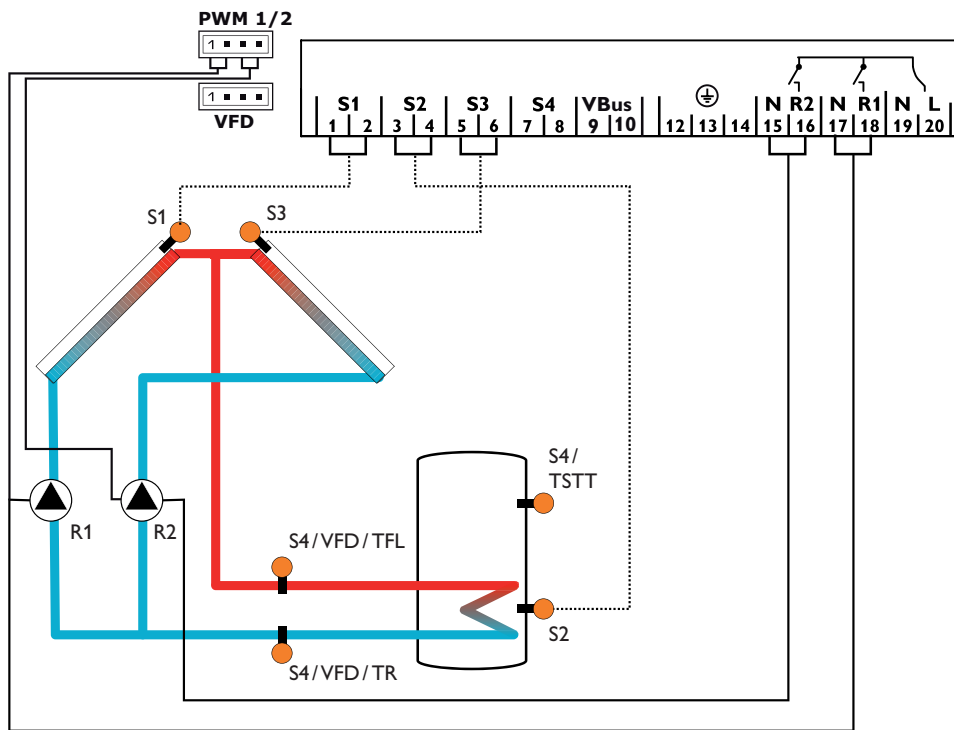 PWM 1/2
1
1
VFD
S1 S2 S3 S4 VBus N R2 N R1 N L
1 2 3 4 5 6 7 8 9 10 12 13 14 15 16 17 18 19 20
S1
S3
S4/
TSTT
R1
R2
S4/VFD/TFL
S2
S4/VFD/TR